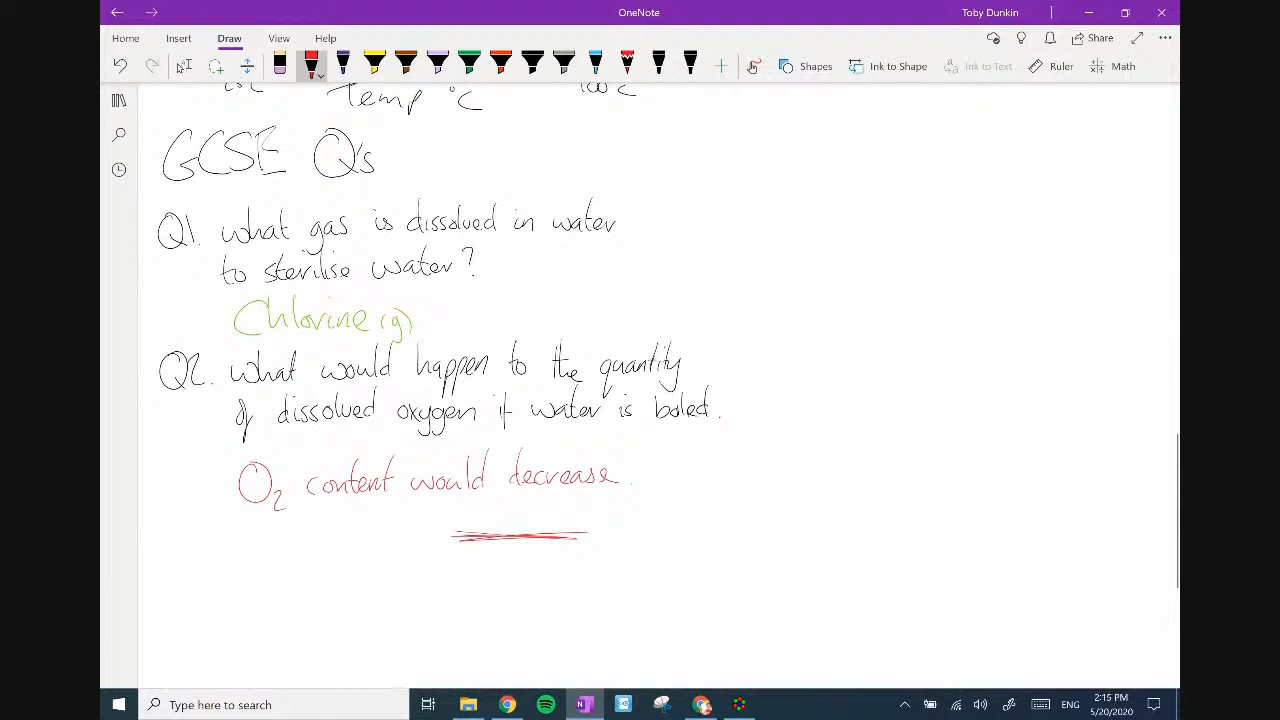 OneNote
Toby Dunkin
Home Insert Draw View Help
Share
Shapes Ink to Shape Ink to Text Ruler Math
Temp °C
100°C
GCSE Q's
Q1. What gas is dissolved in water
to sterilise water?
Chlorine (g)
Q2. What would happen to the quantity
of dissolved oxygen if water is boled.
O2 content would decrease.
Type here to search
ENG
2:15 PM
5/20/2020